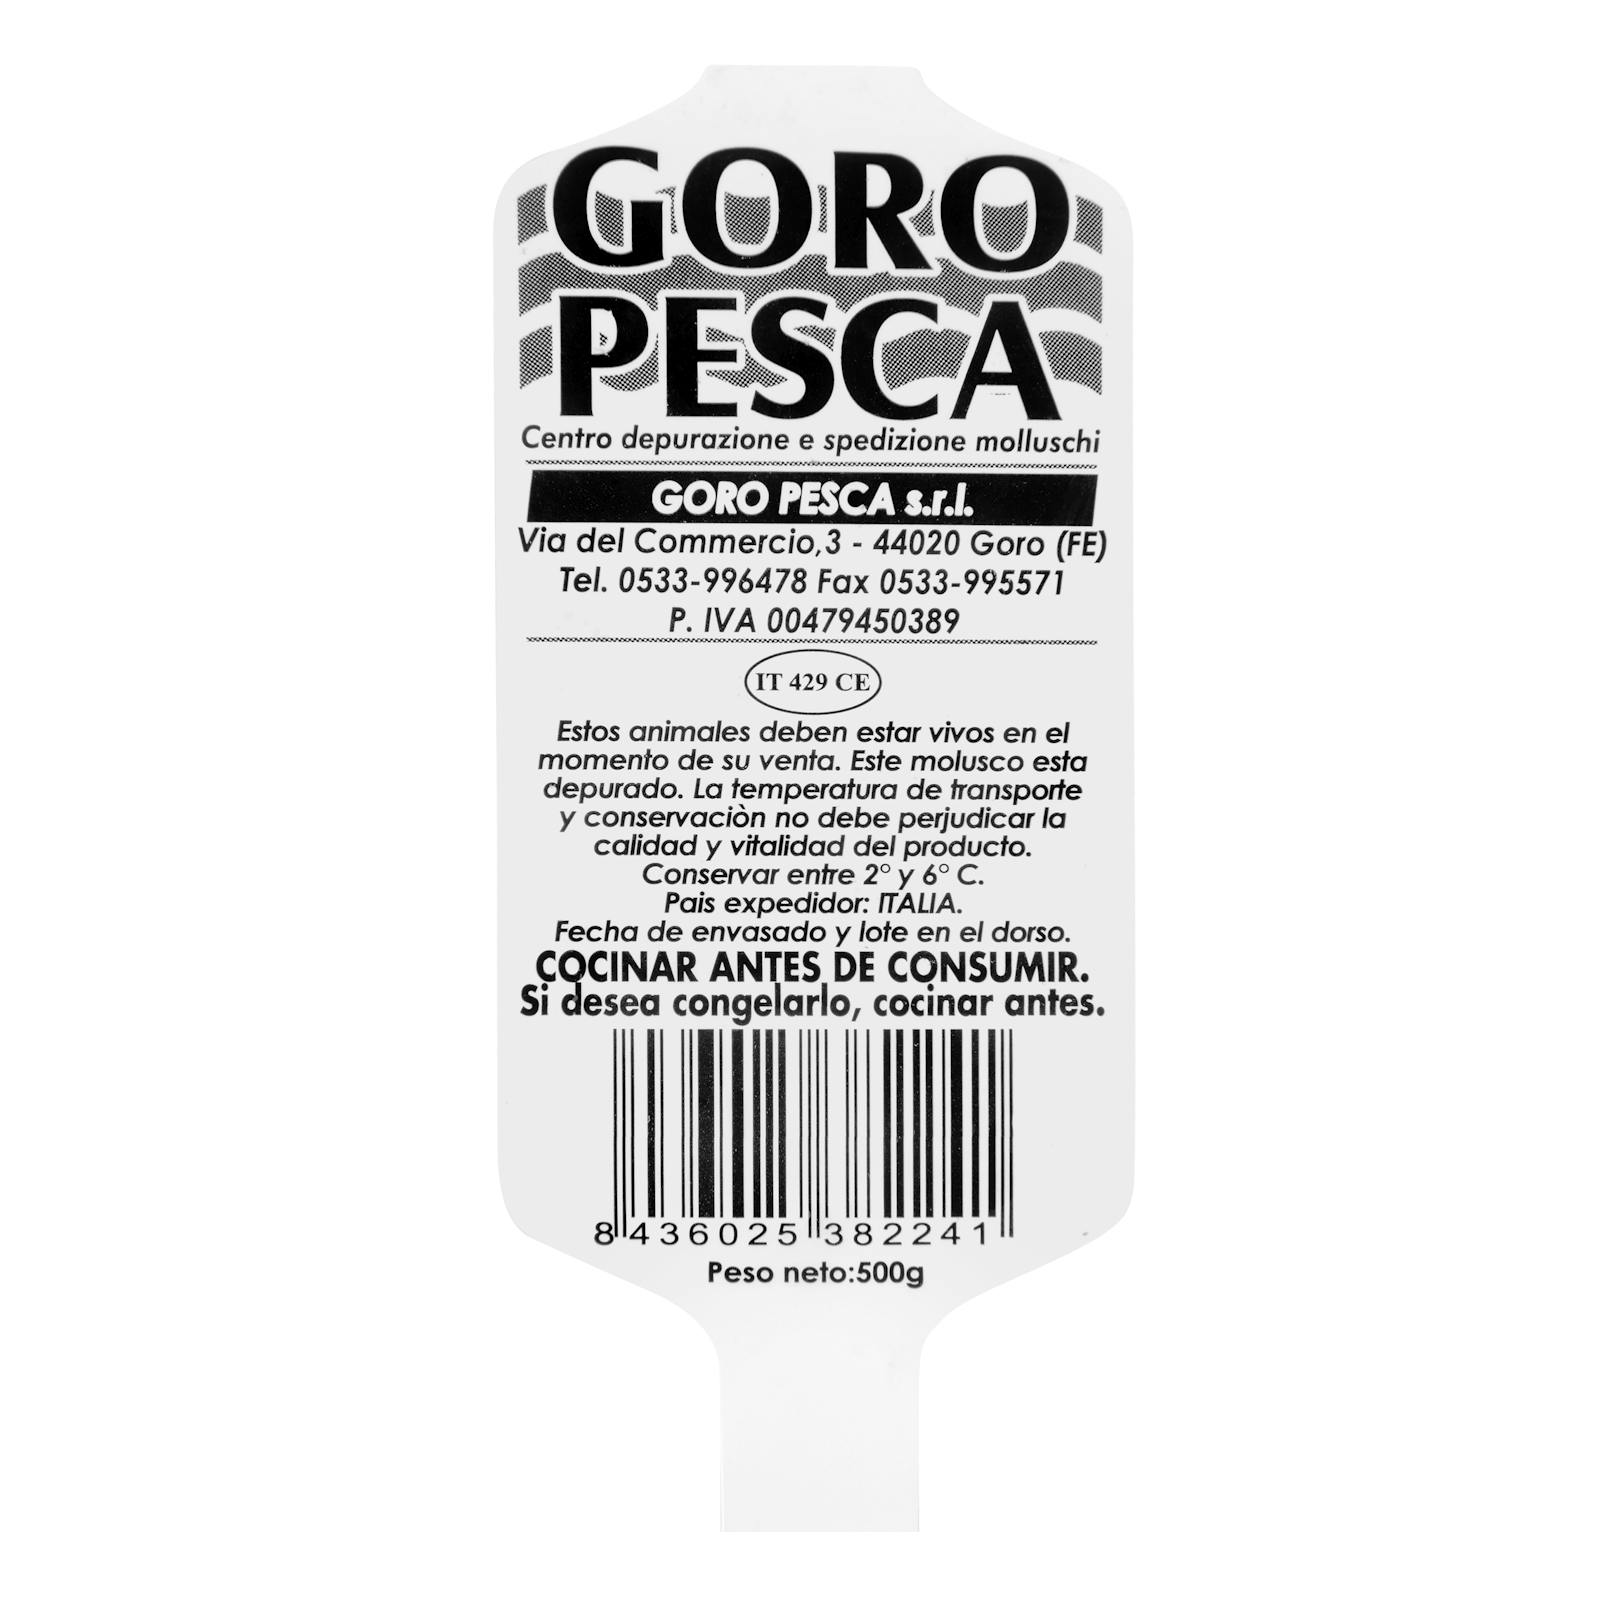 GORO
PESCA
Centro depurazione e spedizione molluschi
GORO PESCA s.r.l.
Via del Commercio,3 - 44020 Goro (FE)
Tel. 0533-996478 Fax 0533-995571
P. IVA 00479450389
IT 429 CE
Estos animales deben estar vivos en el
momento de su venta. Este molusco esta
depurado. La temperatura de transporte
y conservaciòn no debe perjudicar la
calidad y vitalidad del producto.
Conservar entre 2° y 6° C.
Pais expedidor: ITALIA.
Fecha de envasado y lote en el dorso.
COCINAR ANTES DE CONSUMIR.
Si desea congelarlo, cocinar antes.
8 436025 382241
Peso neto:500g